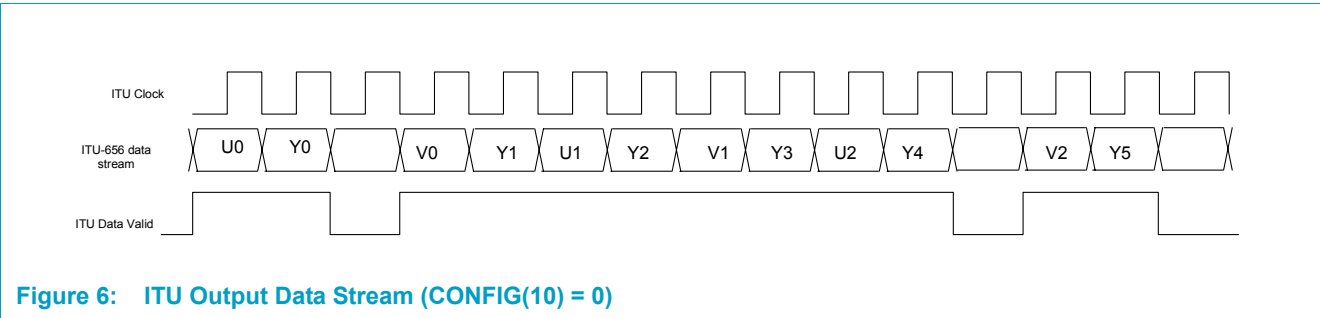 ITU Clock
ITU-656 data
stream
U0 Y0 V0 Y1 U1 Y2 V1 Y3 U2 Y4 V2 Y5
ITU Data Valid
Figure 6: ITU Output Data Stream (CONFIG(10) = 0)